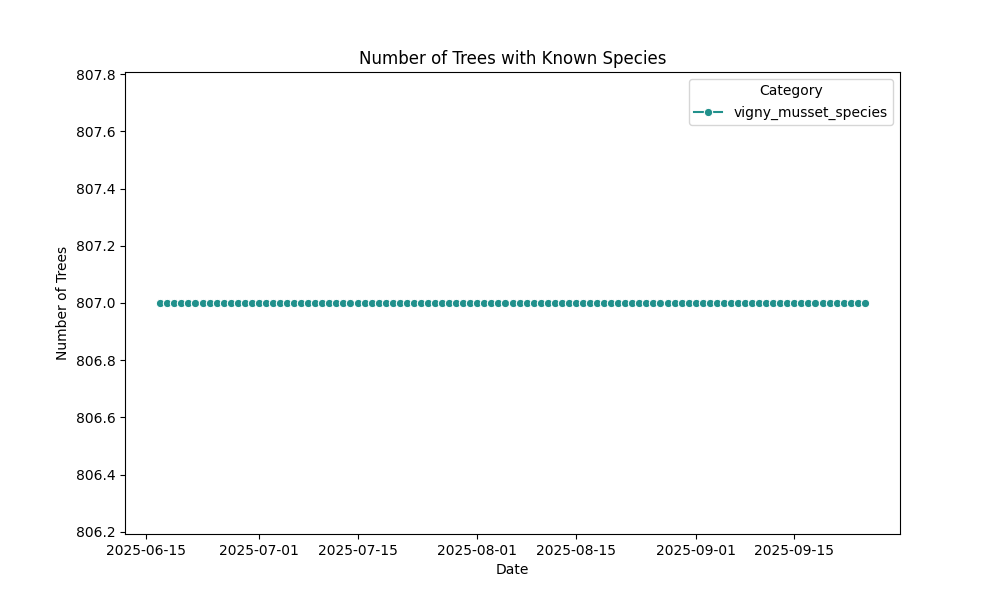 Number of Trees with Known Species
Category
vigny_musset_species
Number of Trees
807.8
807.6
807.4
807.2
807.0
806.8
806.6
806.4
806.2
2025-06-15 2025-07-01 2025-07-15 2025-08-01 2025-08-15 2025-09-01 2025-09-15
Date